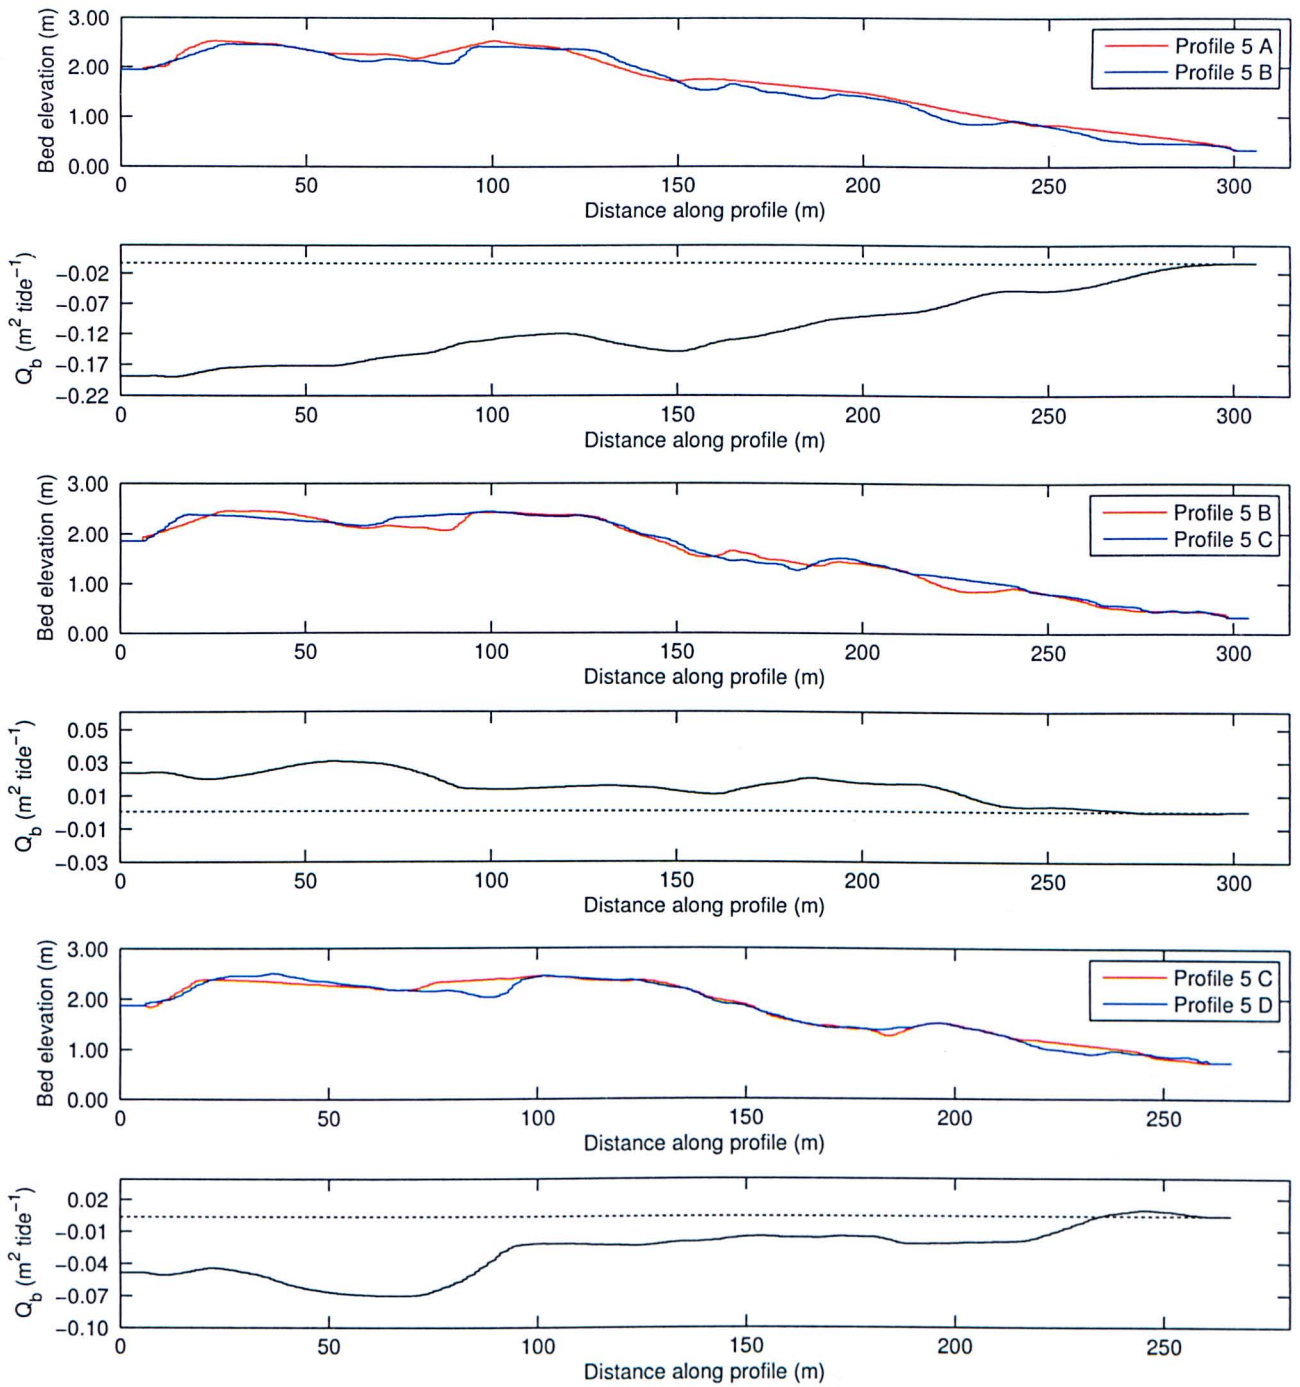 Bed elevation (m)
3.00
2.00
1.00
0.00
Profile 5 A
Profile 5 B
0 50 100 150 200 250 300
Distance along profile (m)
Q_b (m² tide⁻¹)
−0.02
−0.07
−0.12
−0.17
−0.22
0 50 100 150 200 250 300
Distance along profile (m)
Bed elevation (m)
3.00
2.00
1.00
0.00
Profile 5 B
Profile 5 C
0 50 100 150 200 250 300
Distance along profile (m)
Q_b (m² tide⁻¹)
0.05
0.03
0.01
−0.01
−0.03
0 50 100 150 200 250 300
Distance along profile (m)
Bed elevation (m)
3.00
2.00
1.00
0.00
Profile 5 C
Profile 5 D
0 50 100 150 200 250
Distance along profile (m)
Q_b (m² tide⁻¹)
0.02
−0.01
−0.04
−0.07
−0.10
0 50 100 150 200 250
Distance along profile (m)